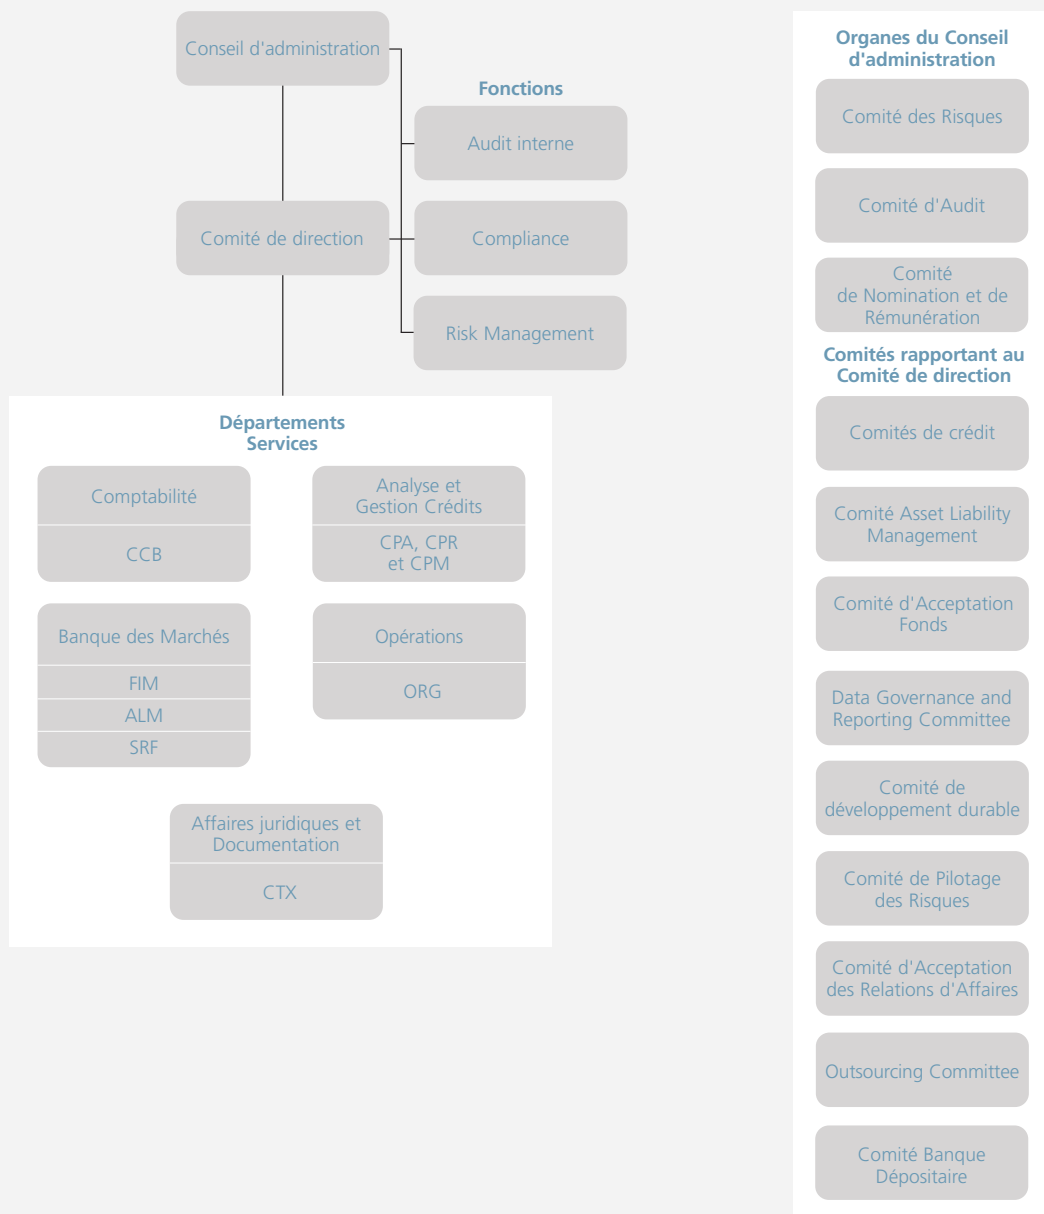 Conseil d'administration
Fonctions
Audit interne
Comité de direction
Compliance
Risk Management
Départements
Services
Comptabilité
CCB
Analyse et
Gestion Crédits
CPA, CPR
et CPM
Banque des Marchés
FIM
ALM
SRF
Opérations
ORG
Affaires juridiques et
Documentation
CTX
Organes du Conseil
d'administration
Comité des Risques
Comité d'Audit
Comité
de Nomination et de
Rémunération
Comités rapportant au
Comité de direction
Comités de crédit
Comité Asset Liability
Management
Comité d'Acceptation
Fonds
Data Governance and
Reporting Committee
Comité de
développement durable
Comité de Pilotage
des Risques
Comité d'Acceptation
des Relations d'Affaires
Outsourcing Committee
Comité Banque
Dépositaire